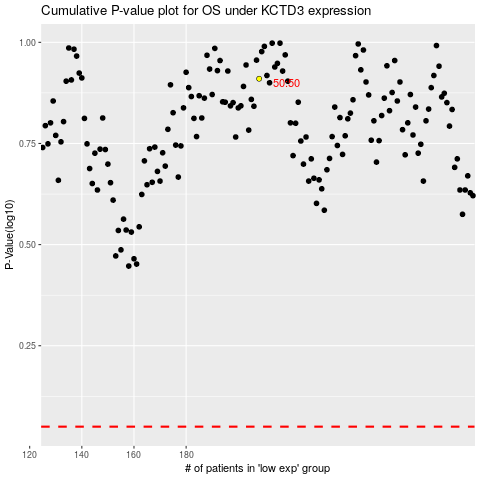 Cumulative P-value plot for OS under KCTD3 expression
P-Value(log10)
1.00
0.75
0.50
0.25
50:50
120 140 160 180
# of patients in 'low exp' group